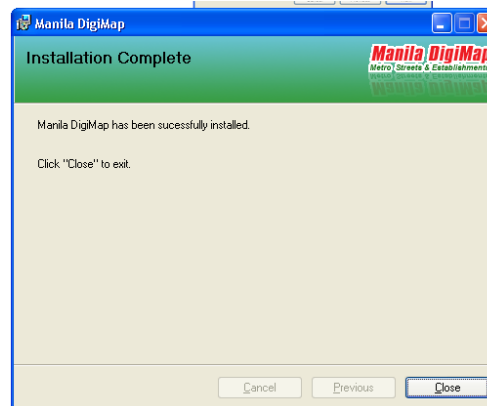 Manila DigiMap
Installation Complete
Manila DigiMap
Metro, Streets & Establishments
Manila DigiMap has been sucessfully installed.
Click "Close" to exit.
Cancel
Previous
Close